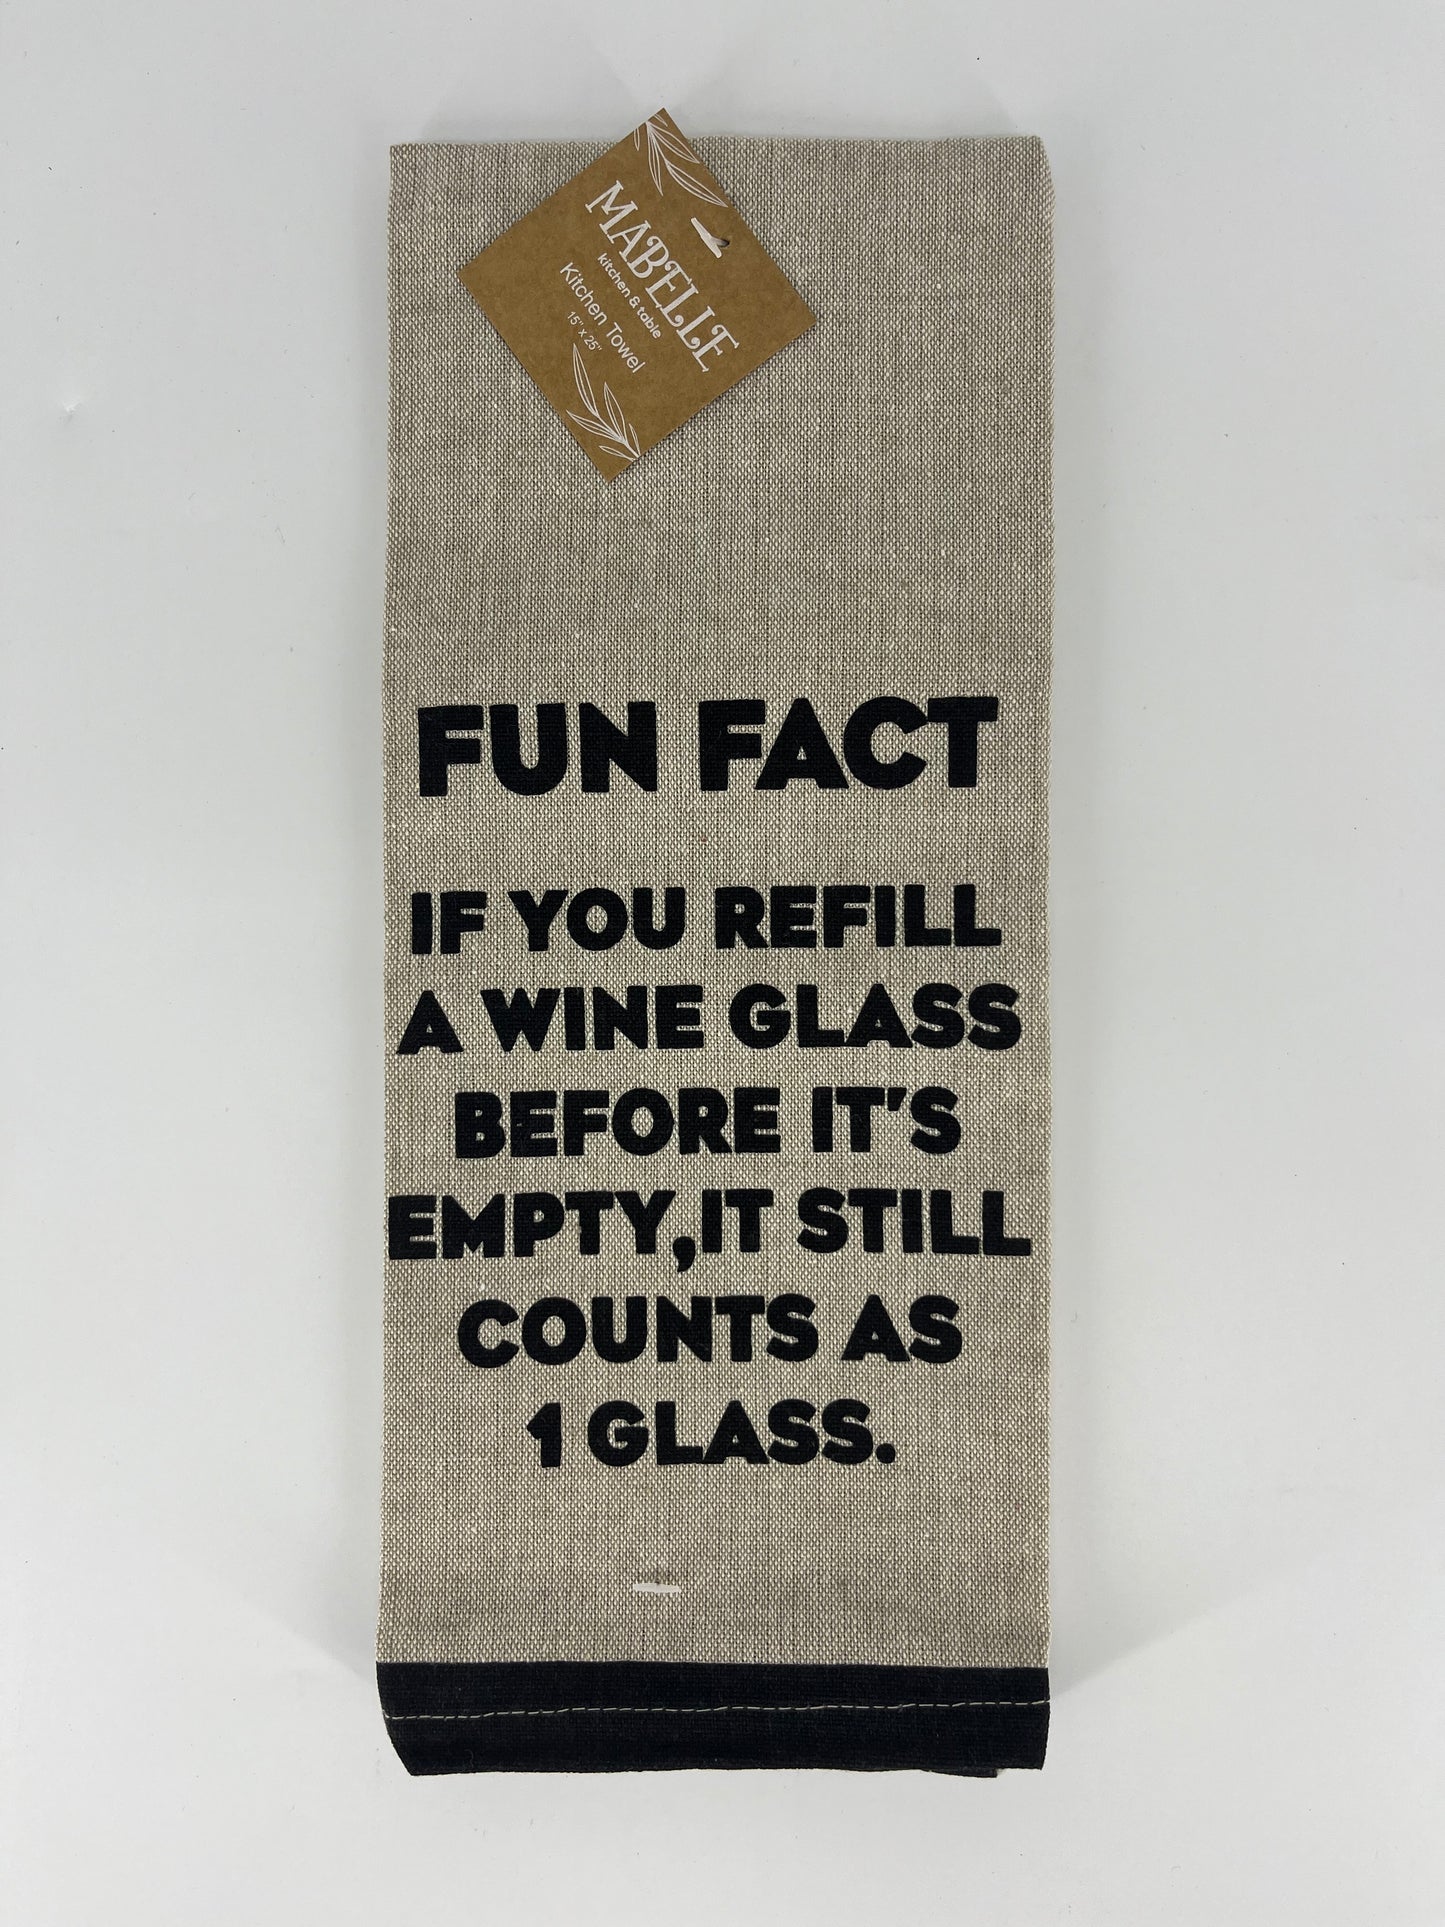 MABELLE
kitchen & table
Kitchen Towel
15" x 25"
FUN FACT
IF YOU REFILL
A WINE GLASS
BEFORE IT'S
EMPTY, IT STILL
COUNTS AS
1 GLASS.